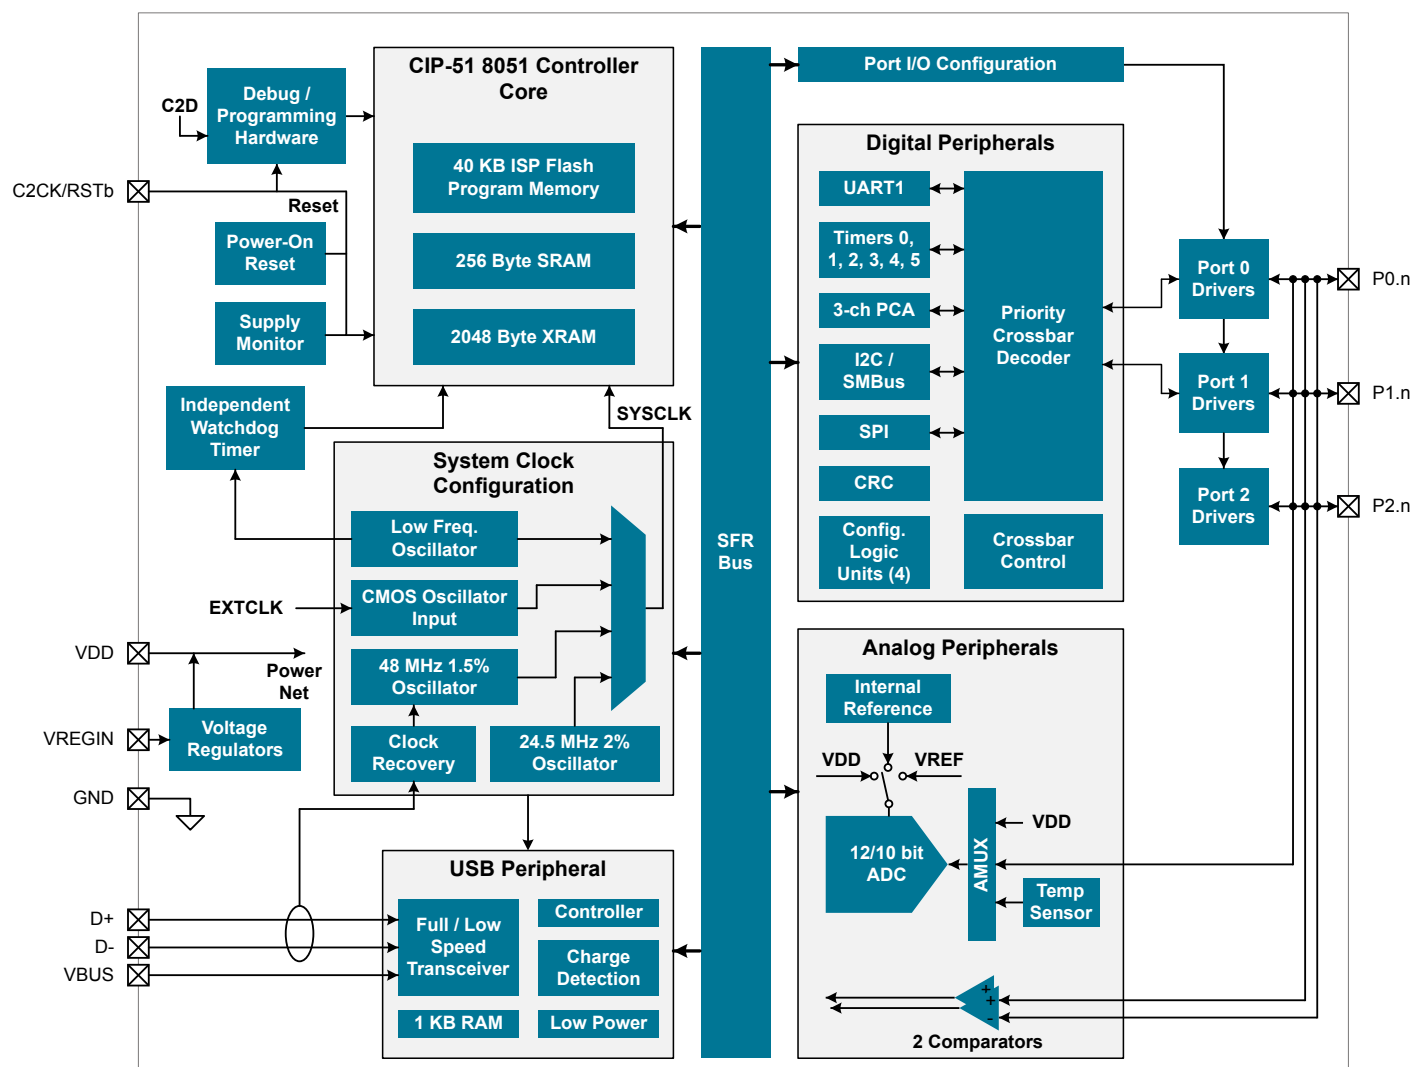 CIP-51 8051 Controller
Core
40 KB ISP Flash
Program Memory
256 Byte SRAM
2048 Byte XRAM
Debug /
Programming
Hardware
C2D
C2CK/RSTb
Reset
Power-On
Reset
Supply
Monitor
Independent
Watchdog
Timer
SYSCLK
System Clock
Configuration
Low Freq.
Oscillator
EXTCLK
CMOS Oscillator
Input
48 MHz 1.5%
Oscillator
Clock
Recovery
24.5 MHz 2%
Oscillator
VDD
Power
Net
VREGIN
Voltage
Regulators
GND
USB Peripheral
D+
D-
VBUS
Full / Low
Speed
Transceiver
1 KB RAM
Controller
Charge
Detection
Low Power
SFR
Bus
Port I/O Configuration
Digital Peripherals
UART1
Timers 0,
1, 2, 3, 4, 5
3-ch PCA
I2C /
SMBus
SPI
CRC
Config.
Logic
Units (4)
Priority
Crossbar
Decoder
Crossbar
Control
Port 0
Drivers
P0.n
Port 1
Drivers
P1.n
Port 2
Drivers
P2.n
Analog Peripherals
Internal
Reference
VDD
VREF
12/10 bit
ADC
AMUX
VDD
Temp
Sensor
+
+
-
2 Comparators